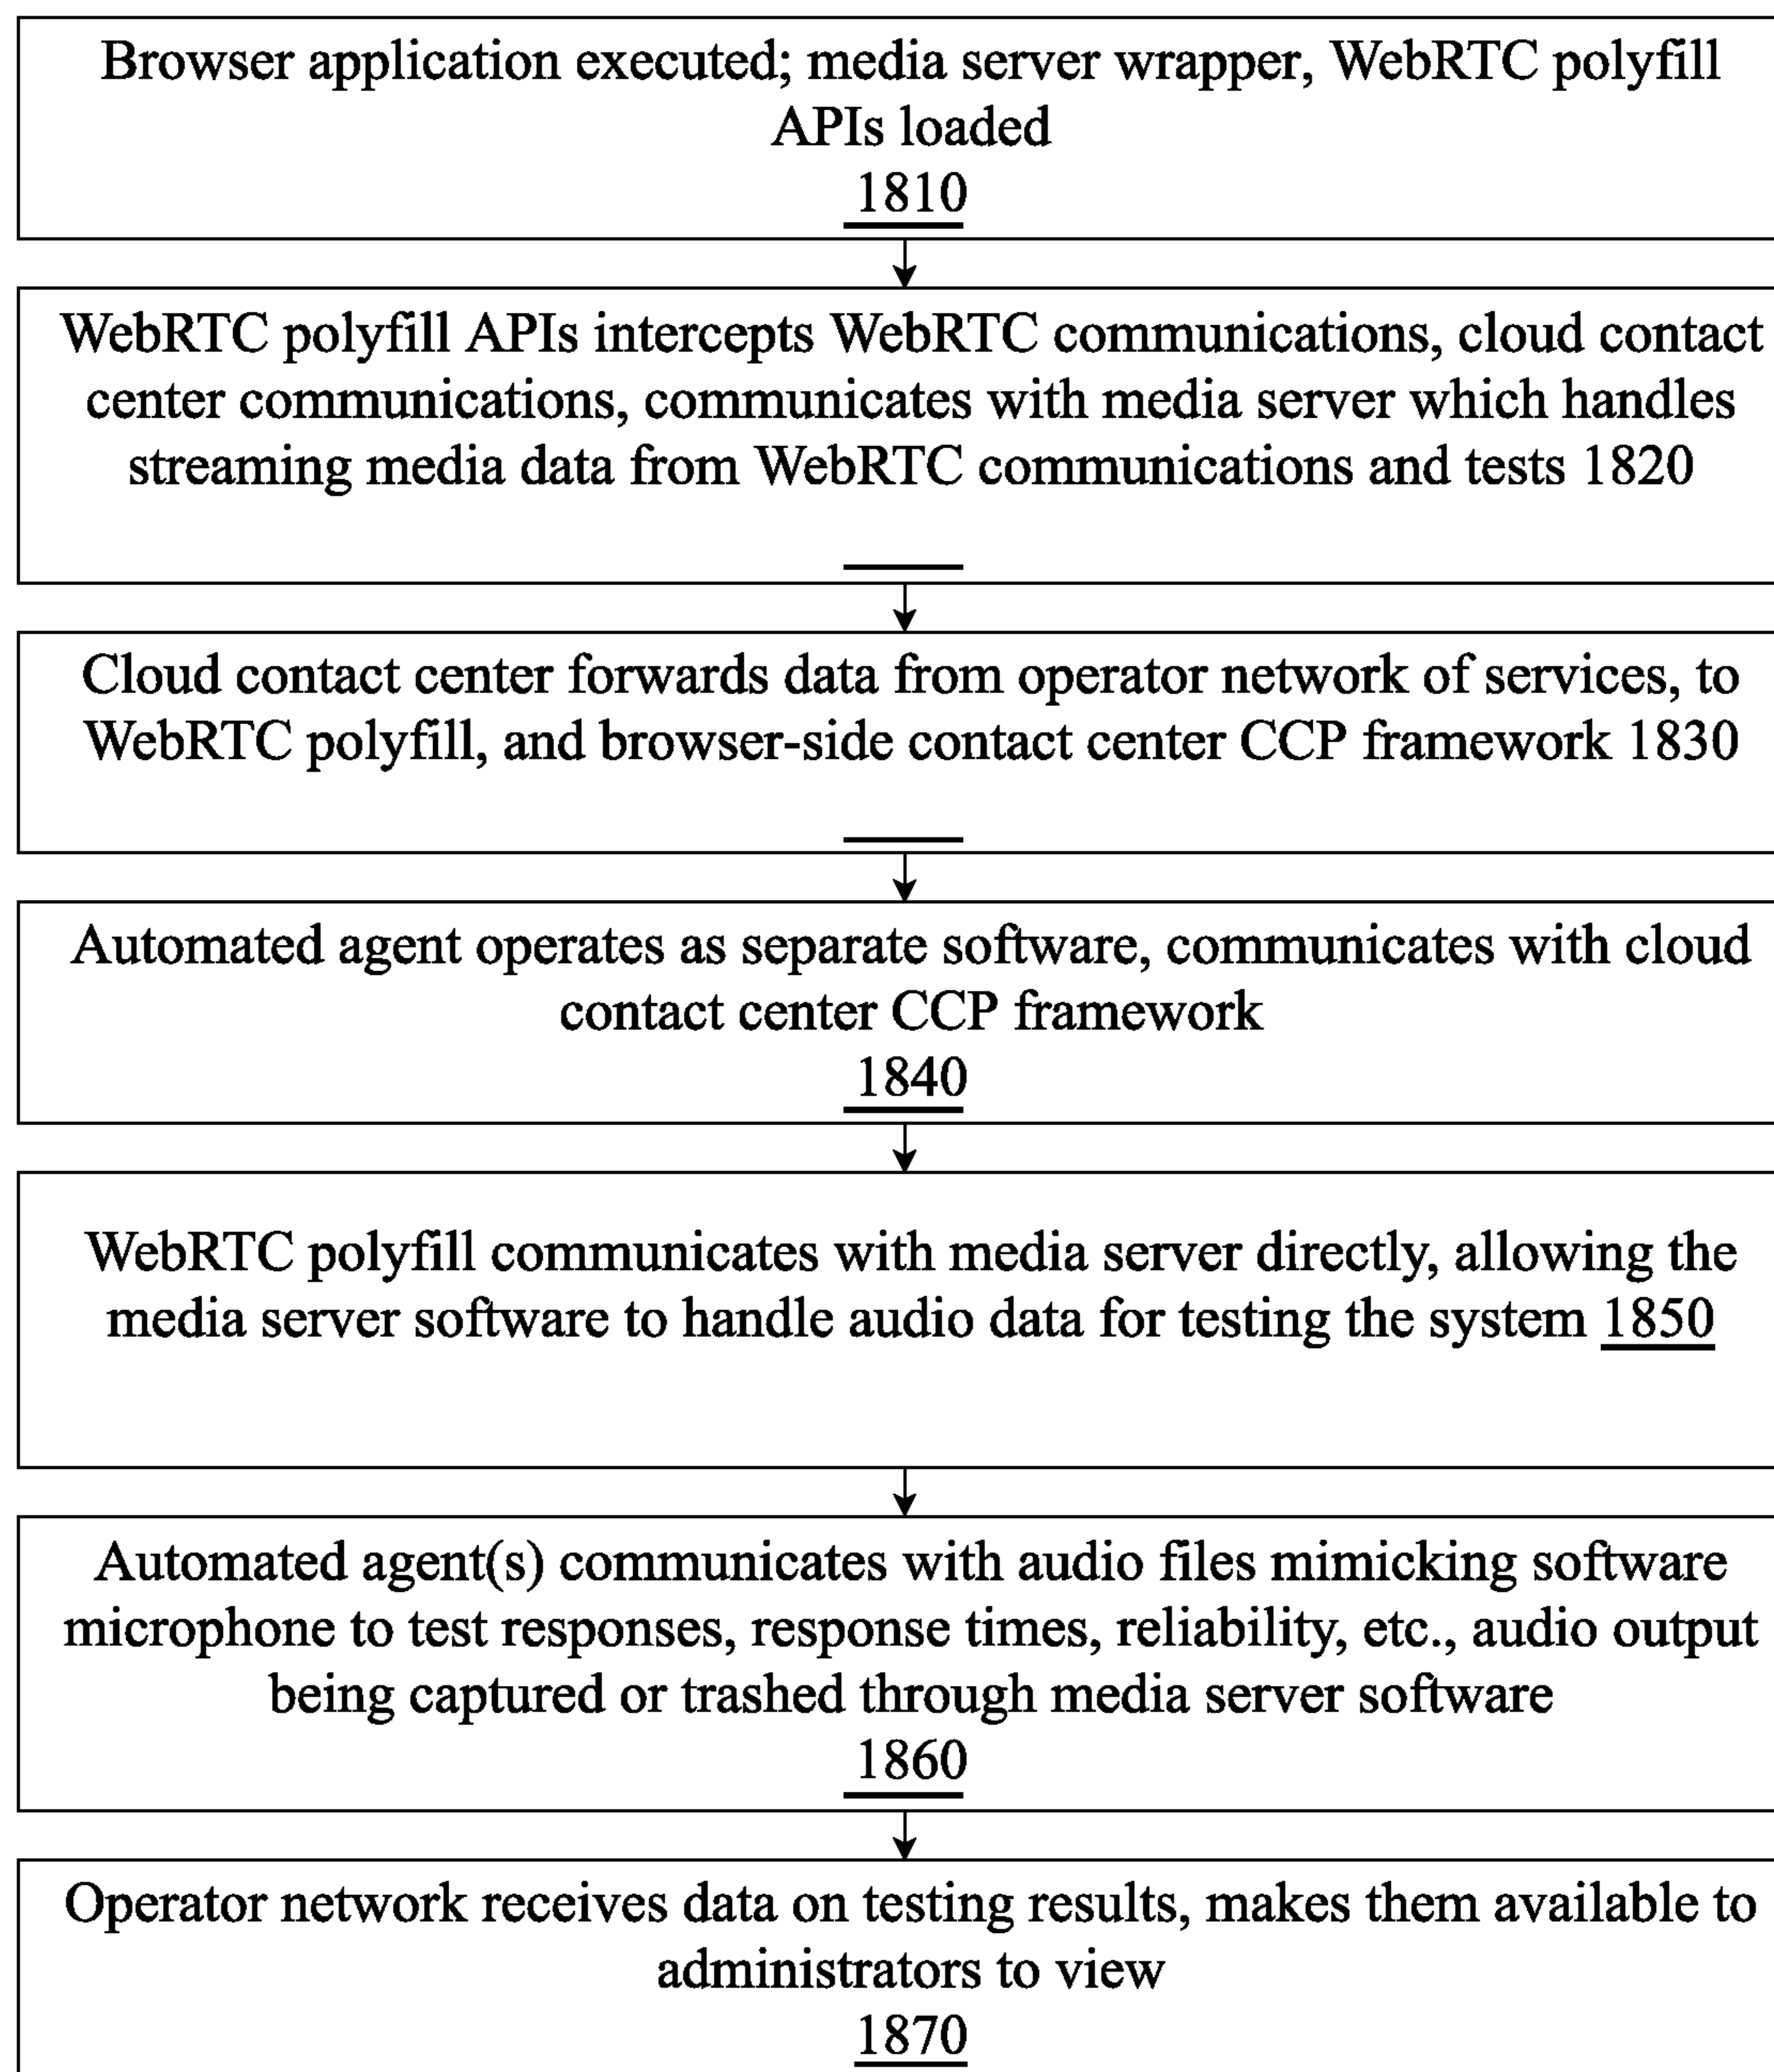 Browser application executed; media server wrapper, WebRTC polyfill
APIs loaded
1810
WebRTC polyfill APIs intercepts WebRTC communications, cloud contact
center communications, communicates with media server which handles
streaming media data from WebRTC communications and tests 1820
Cloud contact center forwards data from operator network of services, to
WebRTC polyfill, and browser-side contact center CCP framework 1830
Automated agent operates as separate software, communicates with cloud
contact center CCP framework
1840
WebRTC polyfill communicates with media server directly, allowing the
media server software to handle audio data for testing the system 1850
Automated agent(s) communicates with audio files mimicking software
microphone to test responses, response times, reliability, etc., audio output
being captured or trashed through media server software
1860
Operator network receives data on testing results, makes them available to
administrators to view
1870